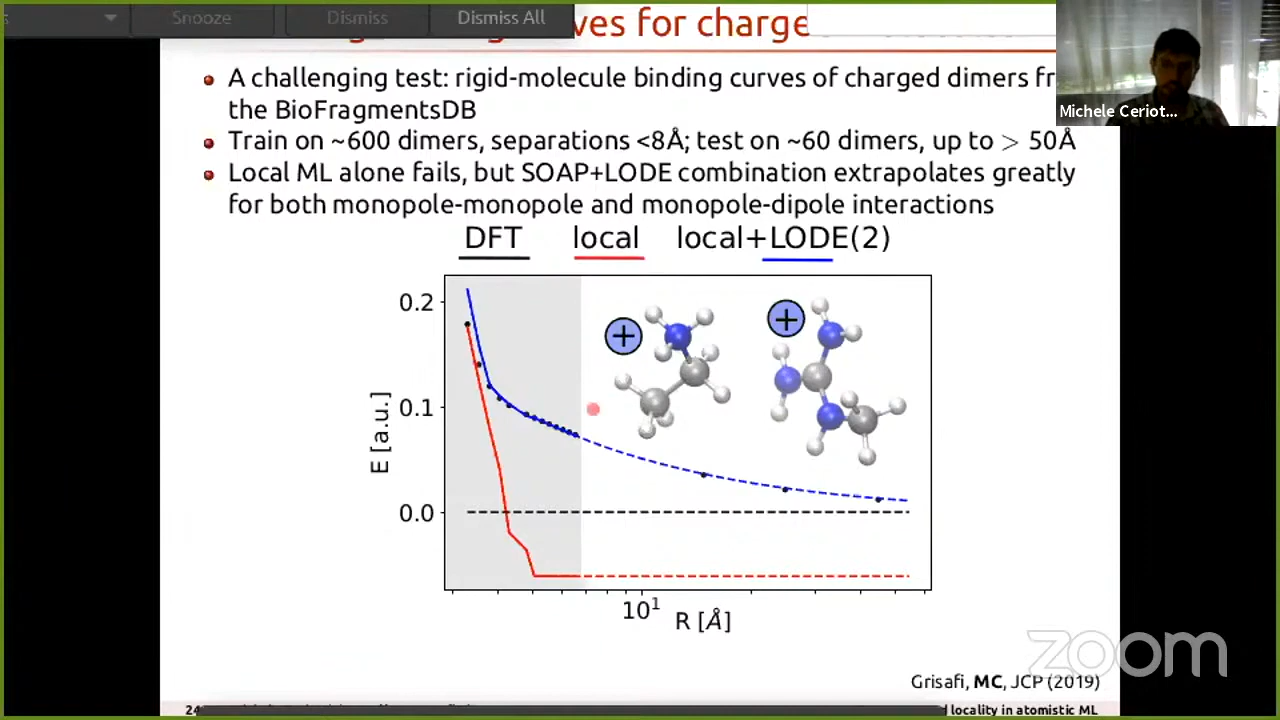 Snooze
Dismiss
Dismiss All
ves for charge
A challenging test: rigid-molecule binding curves of charged dimers fr
the BioFragmentsDB
Michele Ceriot...
Train on ~600 dimers, separations <8Å; test on ~60 dimers, up to > 50Å
Local ML alone fails, but SOAP+LODE combination extrapolates greatly
for both monopole-monopole and monopole-dipole interactions
DFT local local+LODE(2)
0.2
0.1
0.0
E [a.u.]
+
+
10¹
R [Å]
zoom
Grisafi, MC, JCP (2019)
24
locality in atomistic ML